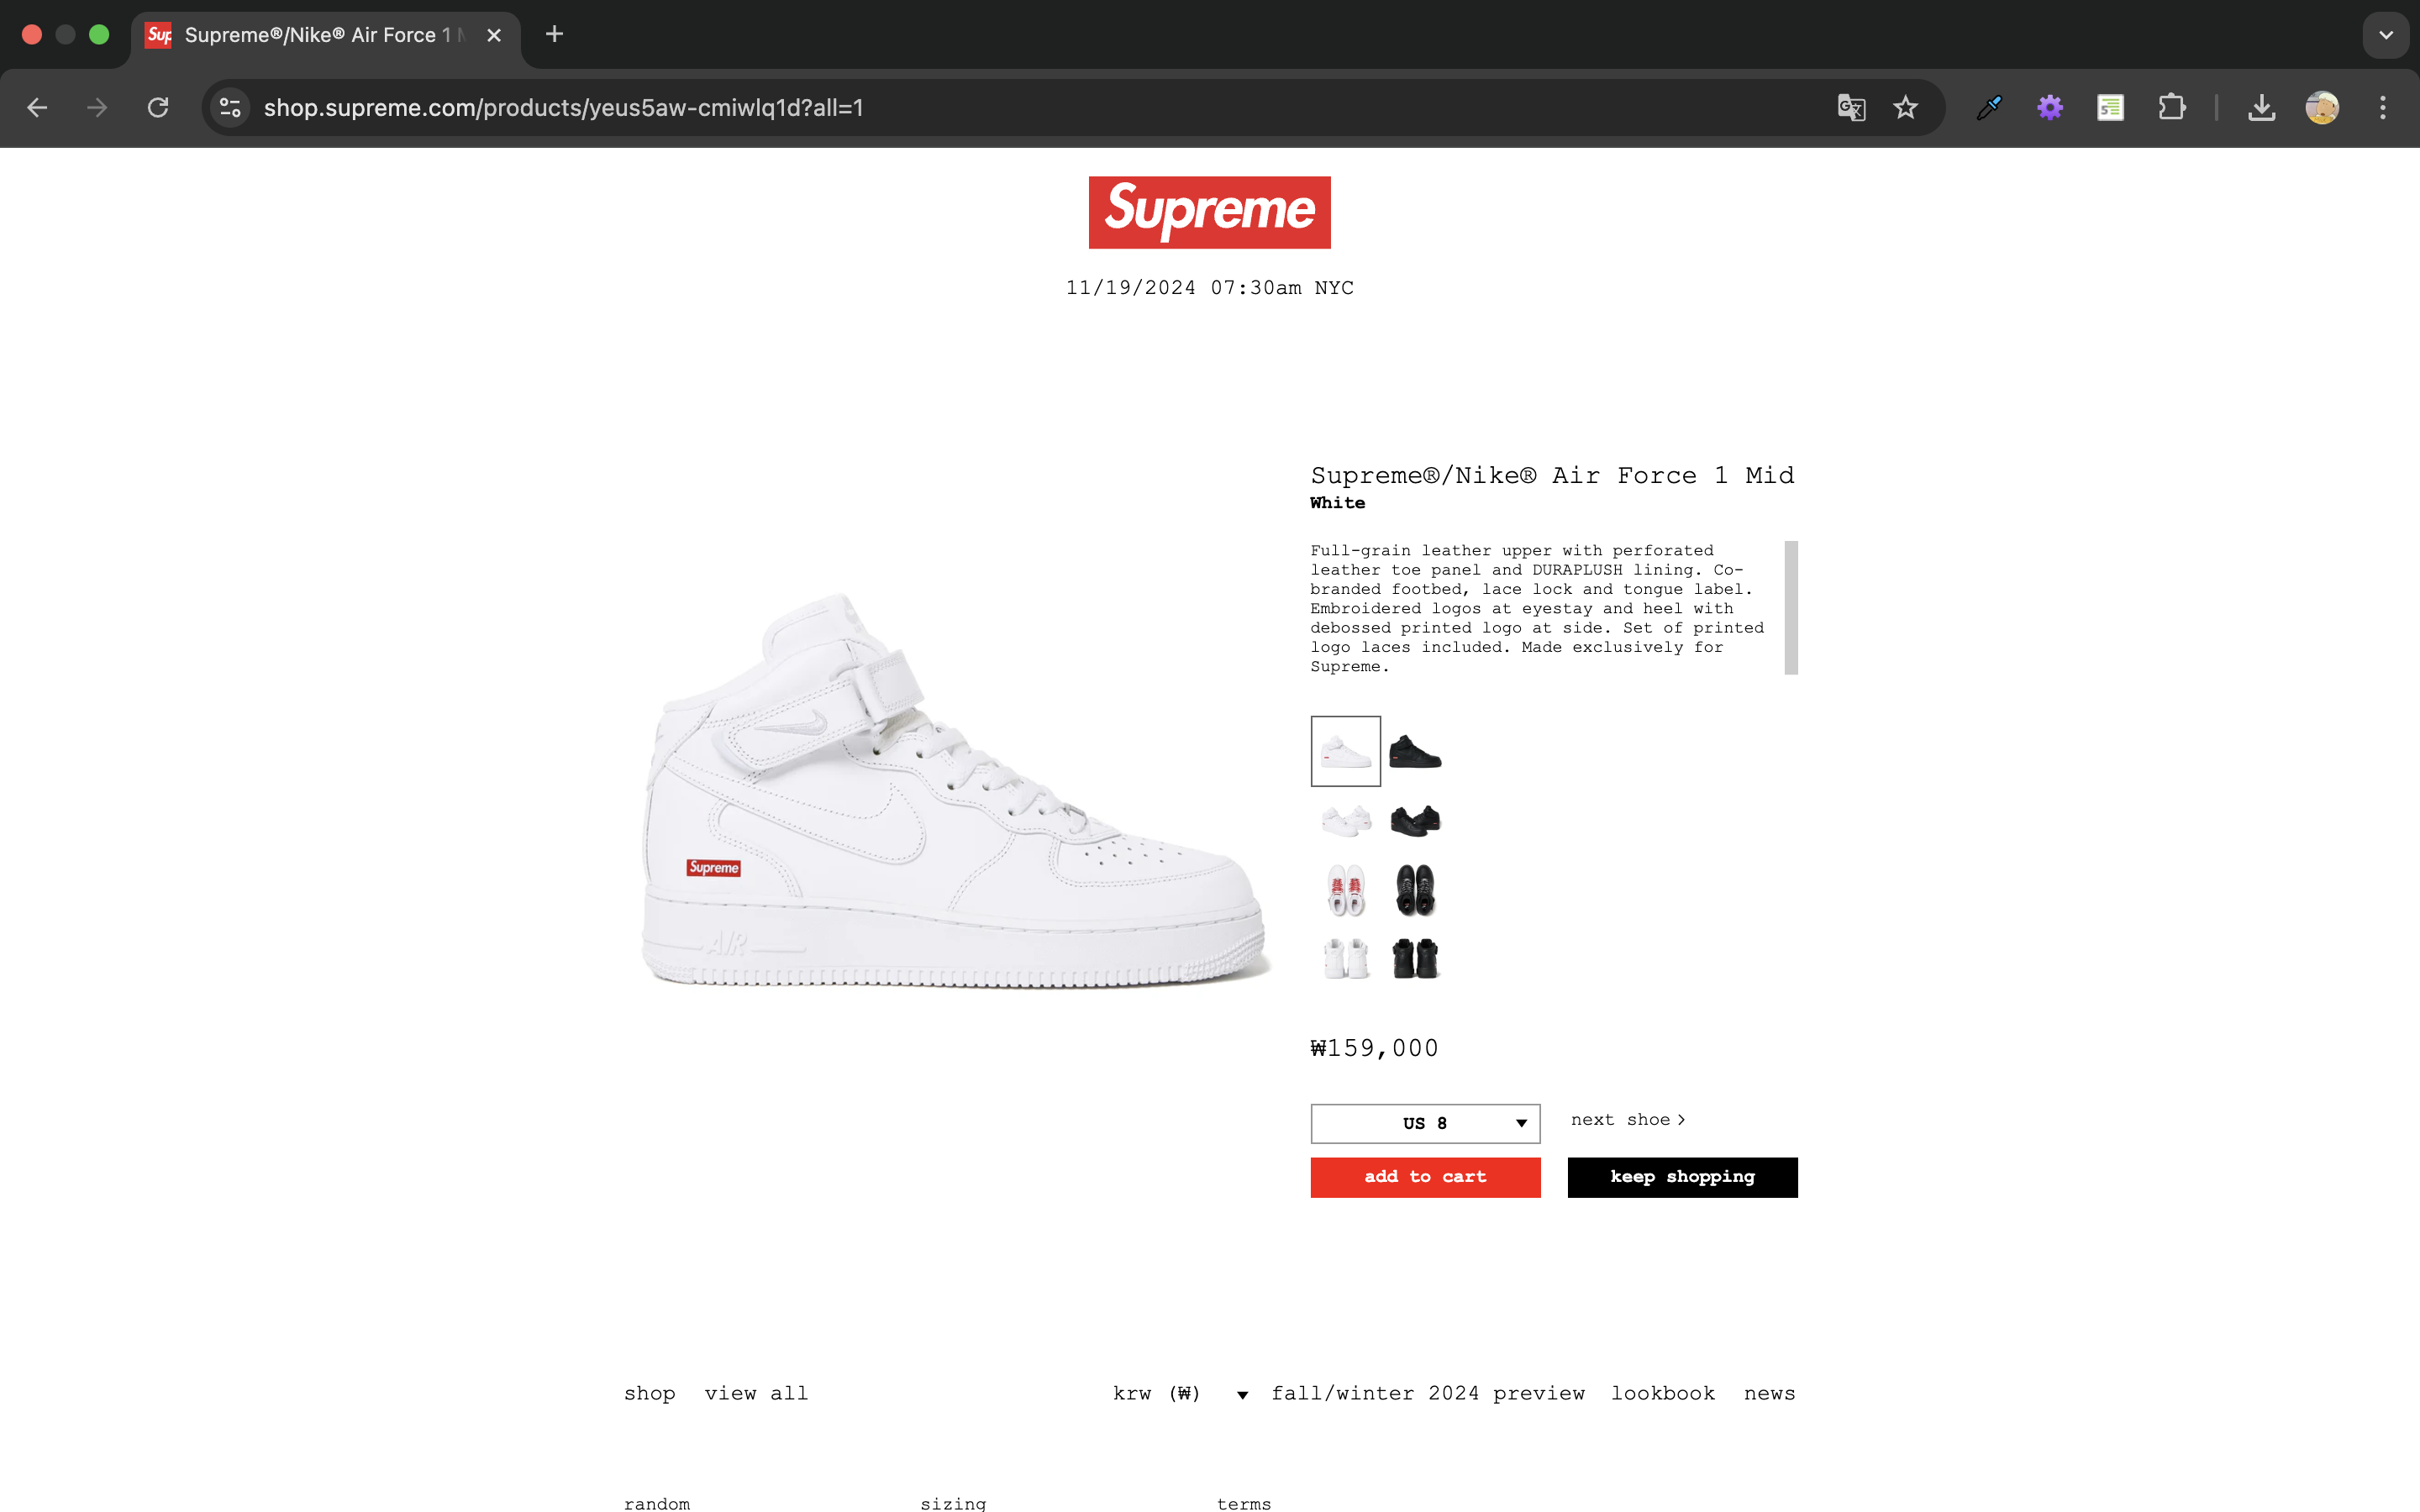 Sup
Supreme®/Nike® Air Force 1
shop.supreme.com/products/yeus5aw-cmiwlq1d?all=1
Supreme
11/19/2024 07:30am NYC
Supreme®/Nike® Air Force 1 Mid
White
Full-grain leather upper with perforated
leather toe panel and DURAPLUSH lining. Co-
branded footbed, lace lock and tongue label.
Embroidered logos at eyestay and heel with
debossed printed logo at side. Set of printed
logo laces included. Made exclusively for
Supreme.
Supreme
AIR
₩159,000
US 8
next shoe >
add to cart
keep shopping
shop view all krw (₩) fall/winter 2024 preview lookbook news
random sizing terms